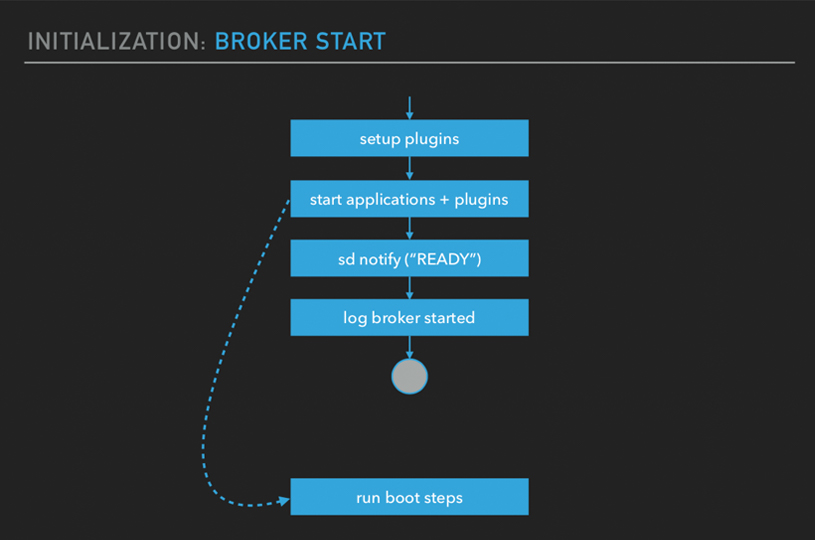 INITIALIZATION: BROKER START
setup plugins
start applications + plugins
sd notify (“READY”)
log broker started
run boot steps